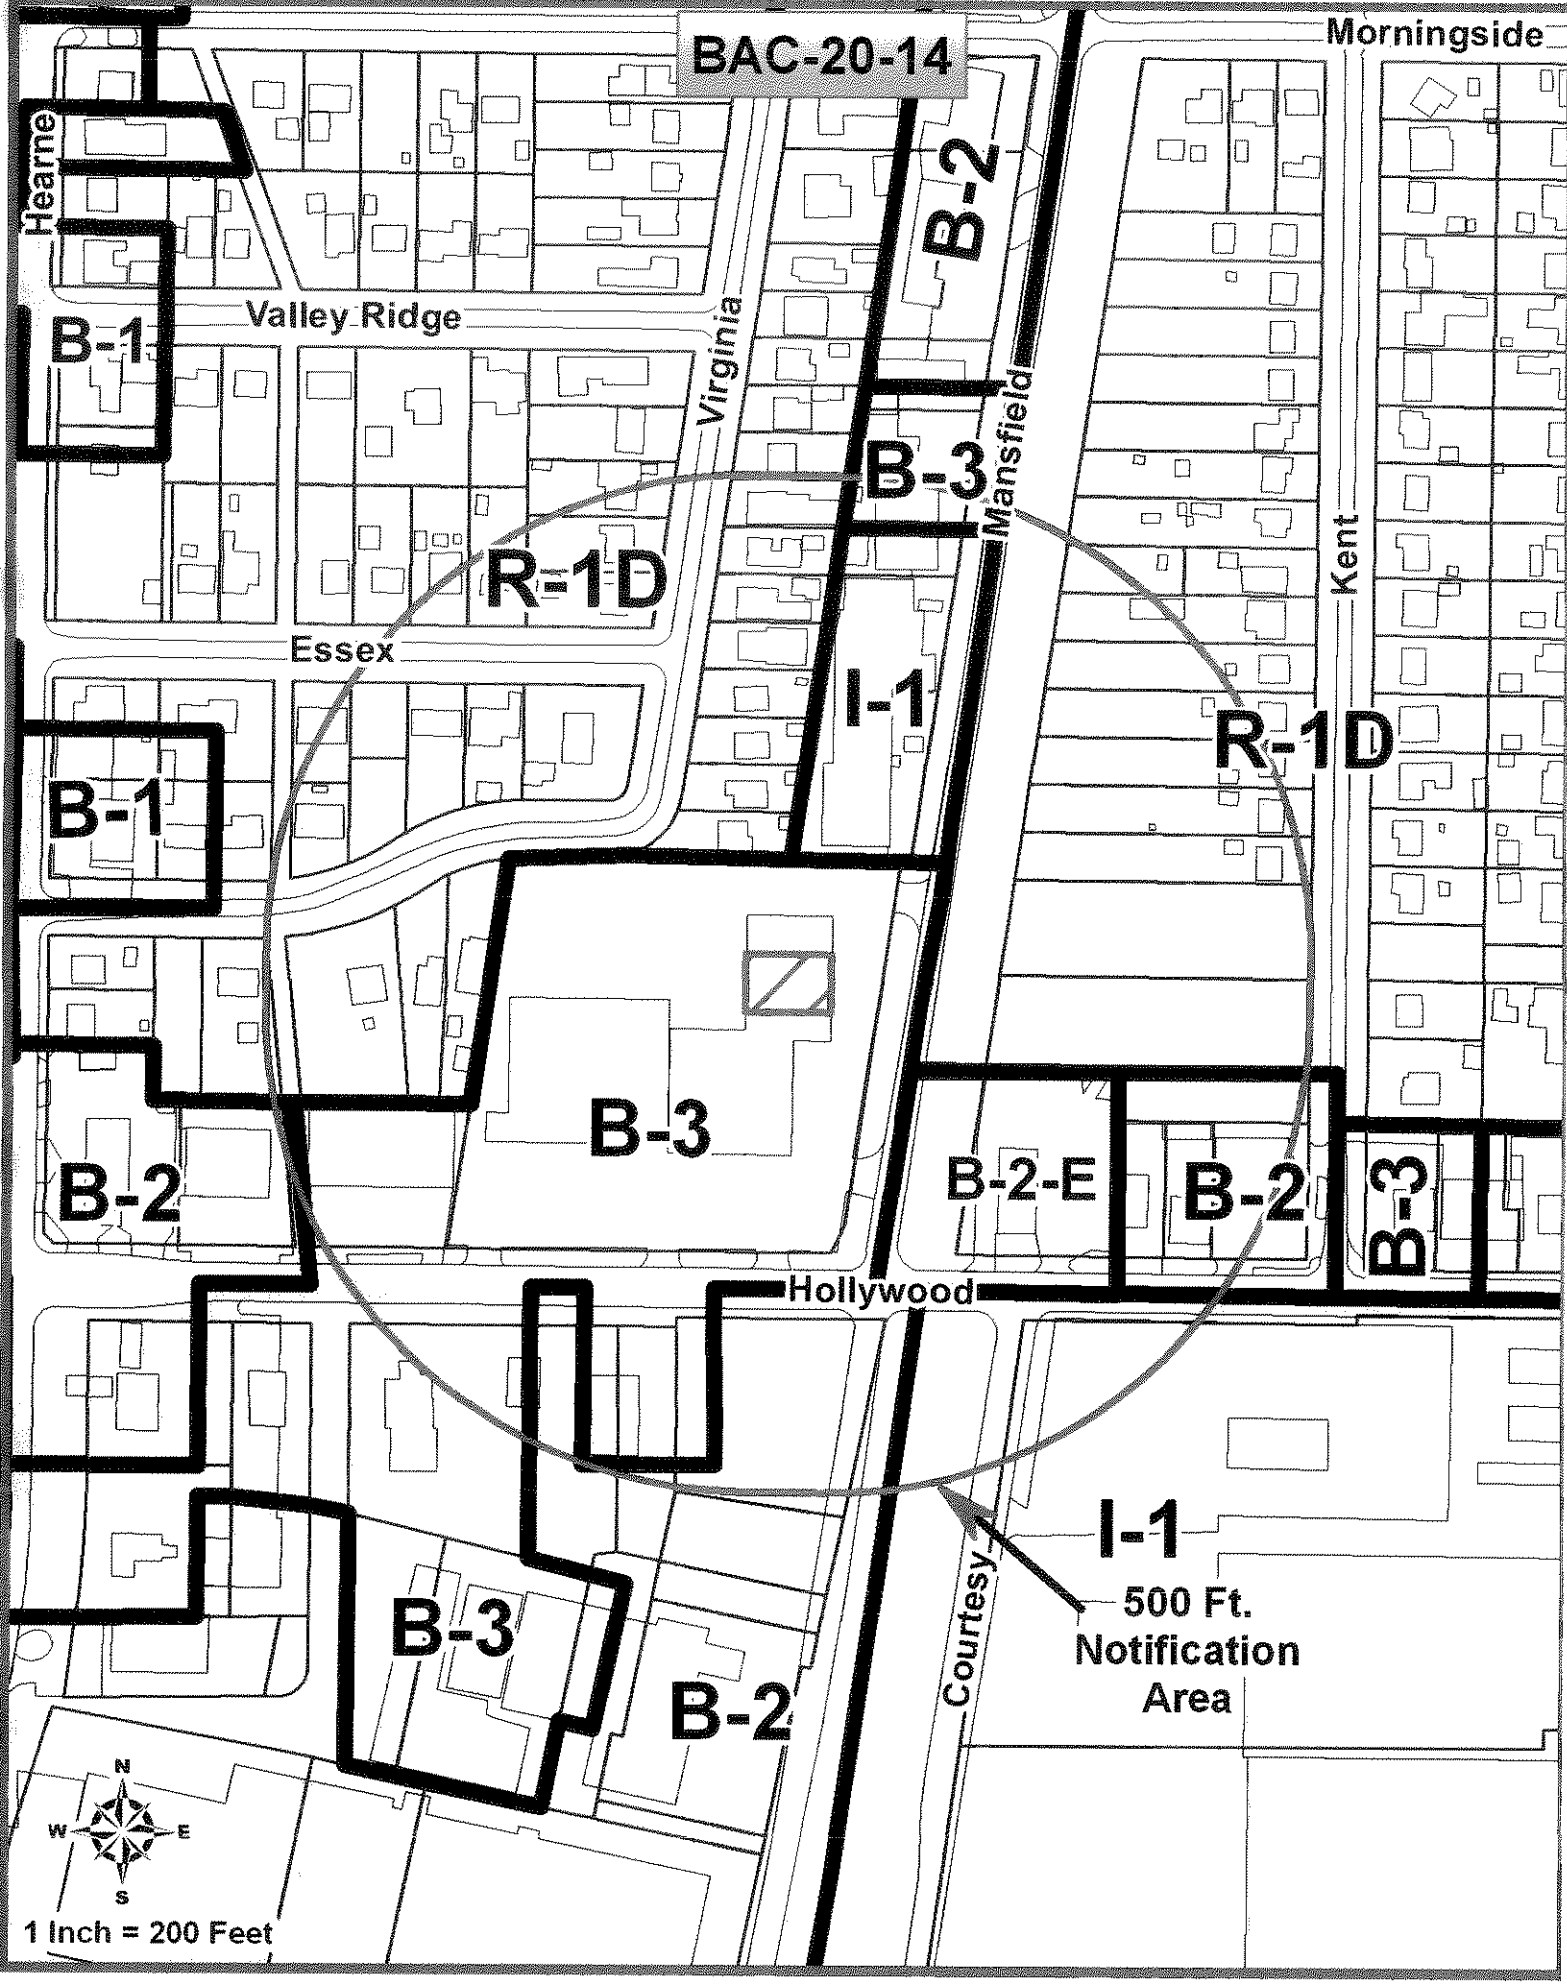 Morningside
BAC-20-14
Hearne
B-2
Valley Ridge
B-1
Virginia
Mansfield
B-3
R-1D
Kent
Essex
I-1
R-1D
B-1
B-3
B-2
B-2-E
B-2
B-3
Hollywood
I-1
500 Ft.
Notification
Area
Courtesy
B-3
B-2
N
W E
S
1 Inch = 200 Feet